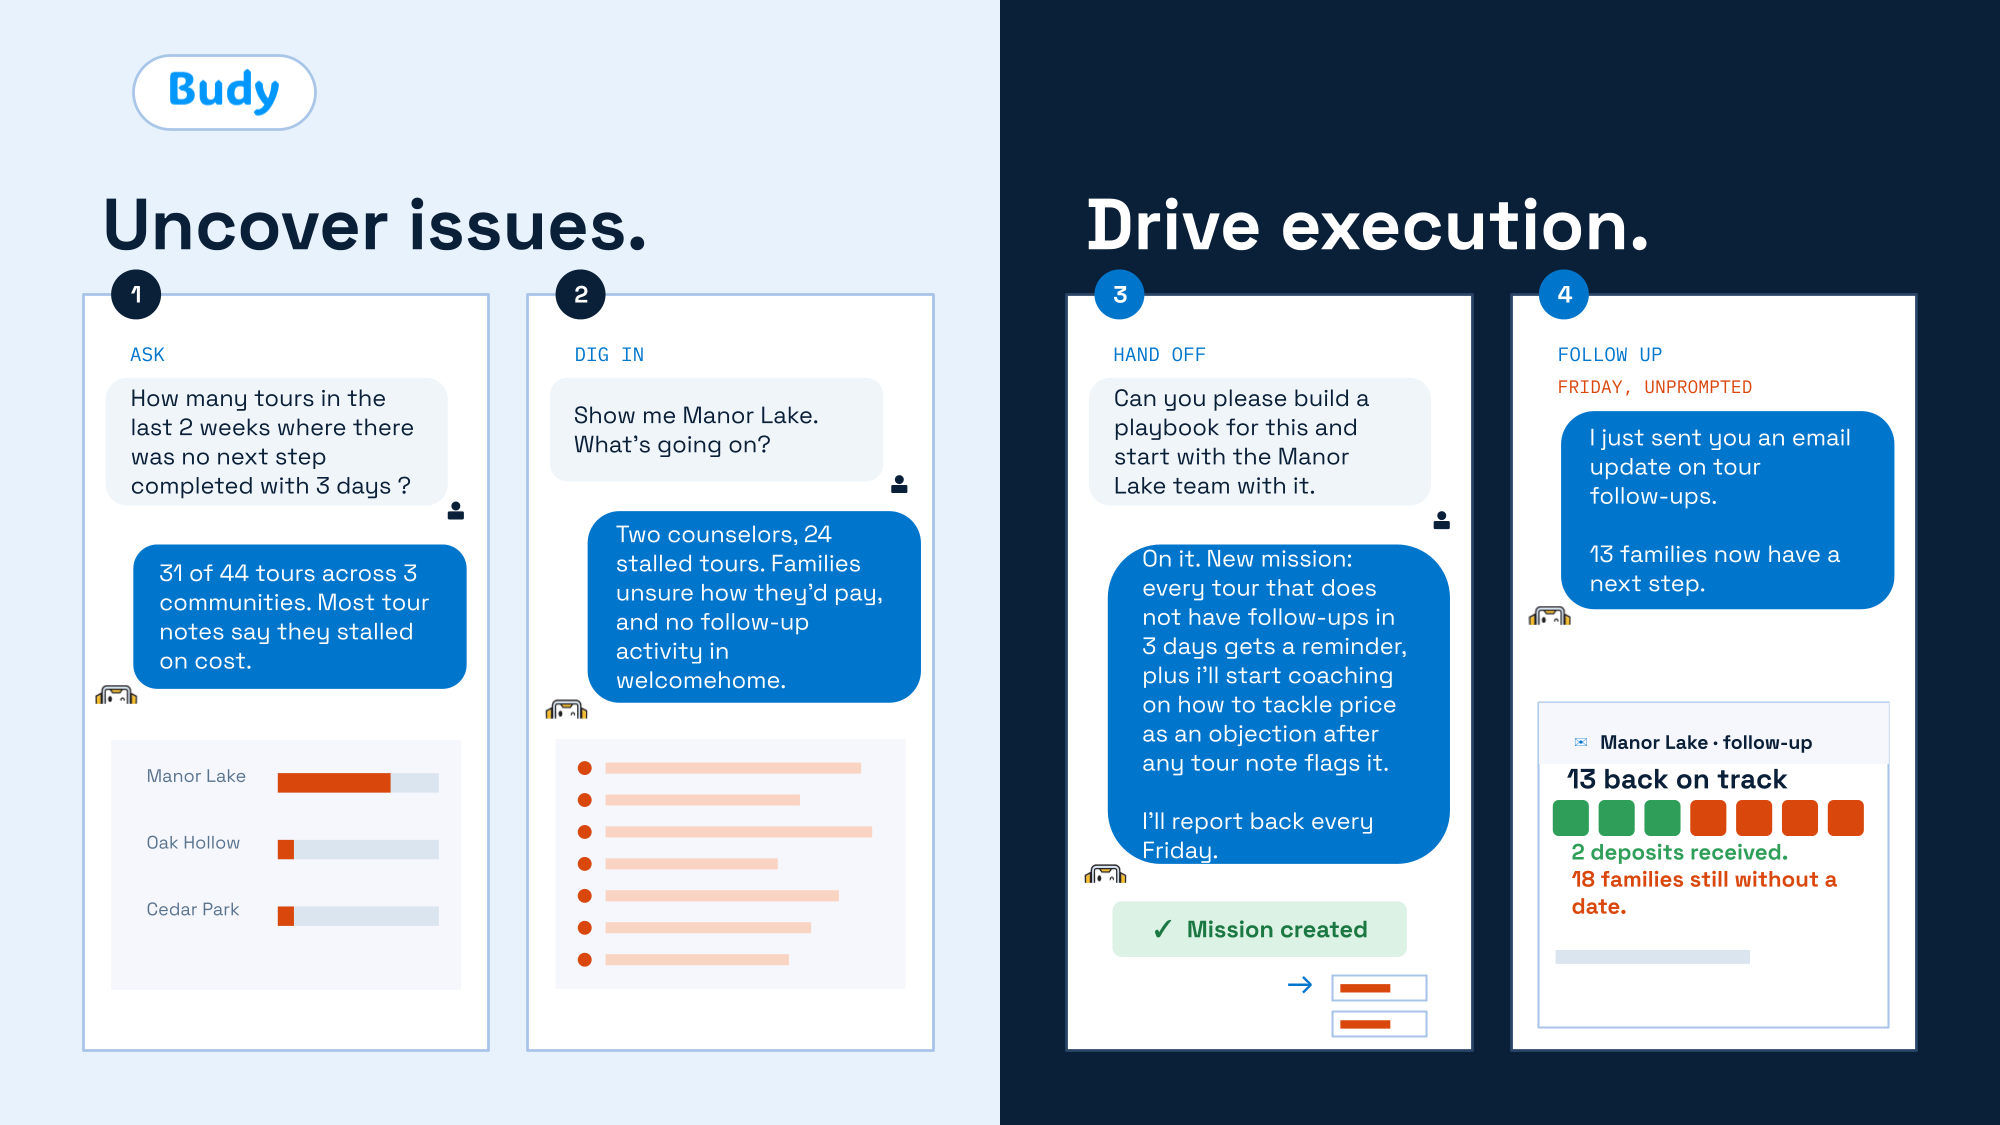 Budy
Uncover issues.
1
ASK
How many tours in the
last 2 weeks where there
was no next step
completed with 3 days ?
31 of 44 tours across 3
communities. Most tour
notes say they stalled
on cost.
Manor Lake
Oak Hollow
Cedar Park
2
DIG IN
Show me Manor Lake.
What's going on?
Two counselors, 24
stalled tours. Families
unsure how they'd pay,
and no follow-up
activity in
welcomehome.
Drive execution.
3
HAND OFF
Can you please build a
playbook for this and
start with the Manor
Lake team with it.
On it. New mission:
every tour that does
not have follow-ups in
3 days gets a reminder,
plus i'll start coaching
on how to tackle price
as an objection after
any tour note flags it.
I'll report back every
Friday.
✓ Mission created
→
4
FOLLOW UP
FRIDAY, UNPROMPTED
I just sent you an email
update on tour
follow-ups.
13 families now have a
next step.
Manor Lake · follow-up
13 back on track
2 deposits received.
18 families still without a
date.